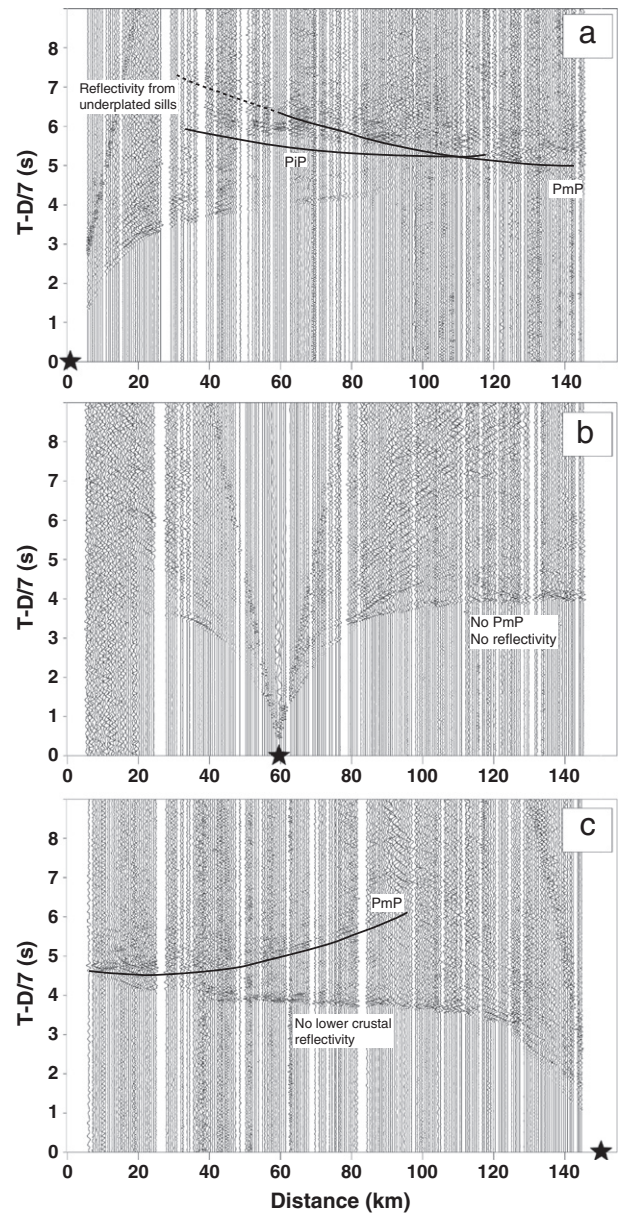 a
8
7
6
5
4
3
2
1
0
T-D/7 (s)
Reflectivity from
underplated sills
PiP
PmP
0 20 40 60 80 100 120 140
b
8
7
6
5
4
3
2
1
0
T-D/7 (s)
No PmP
No reflectivity
0 20 40 60 80 100 120 140
c
8
7
6
5
4
3
2
1
0
T-D/7 (s)
PmP
No lower crustal
reflectivity
0 20 40 60 80 100 120 140
Distance (km)